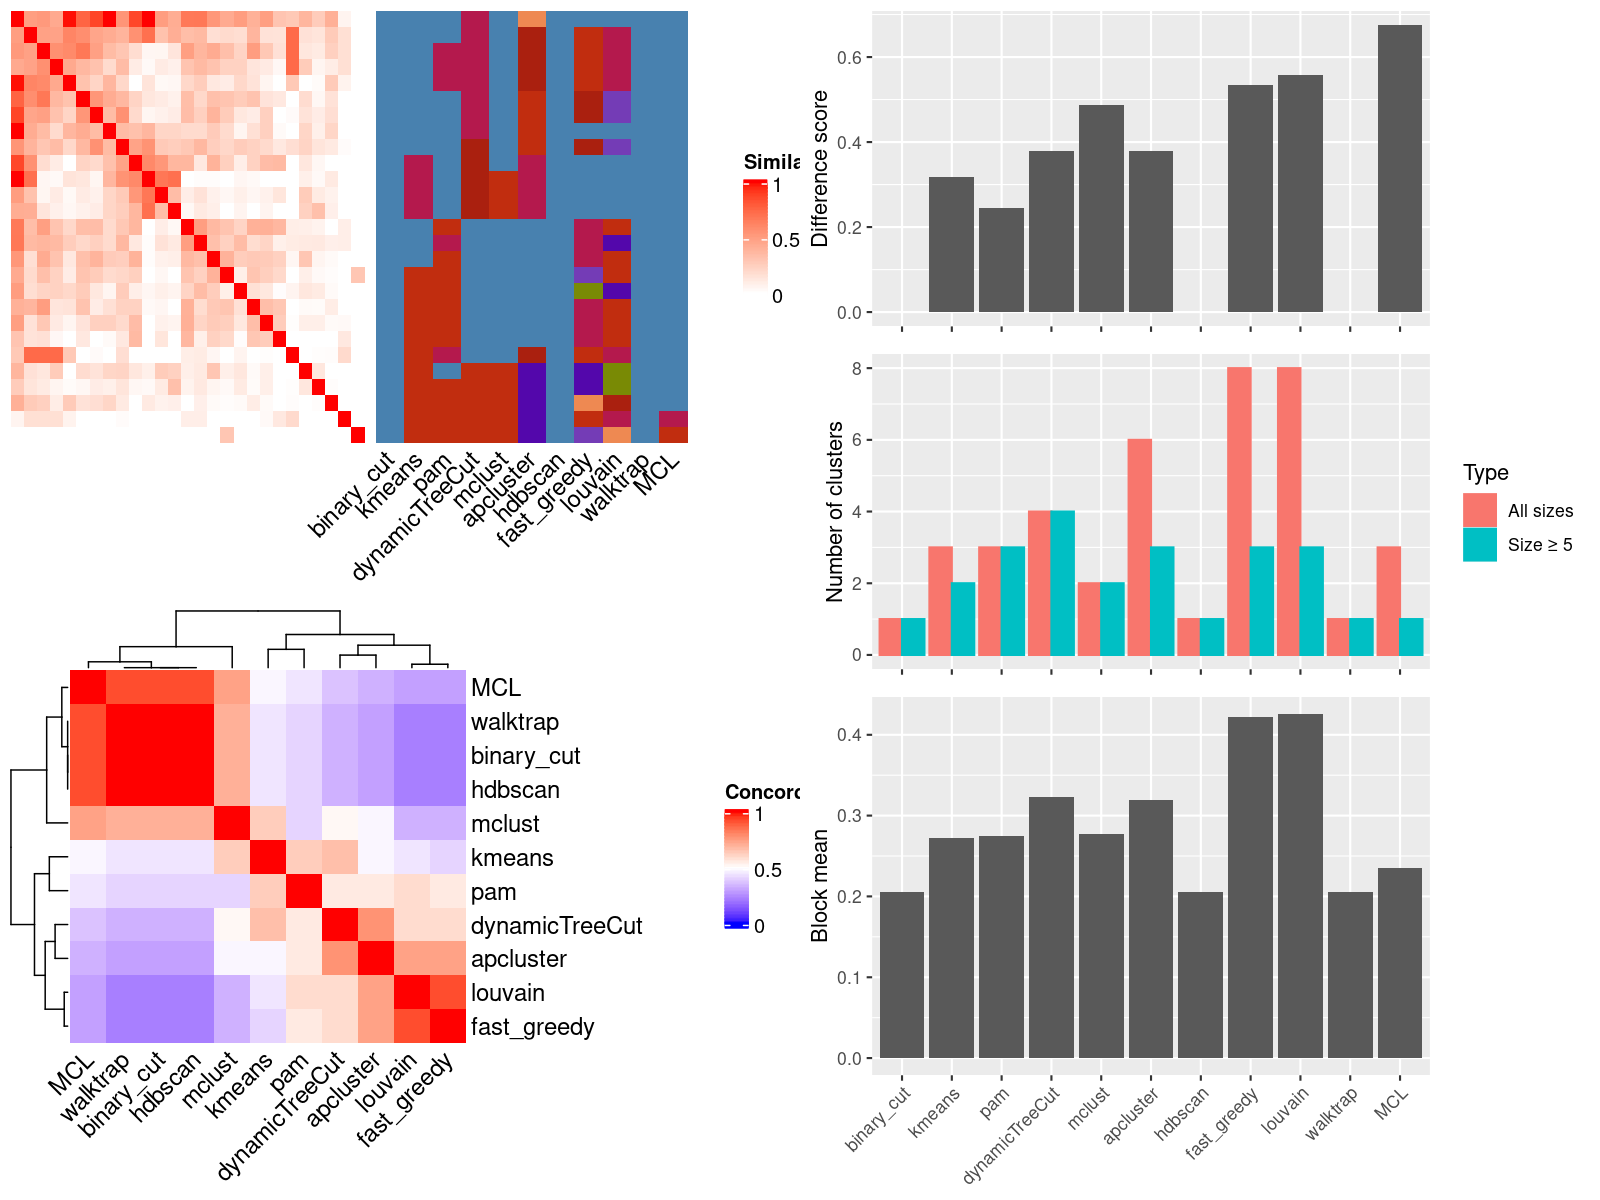 Simila
1
0.5
0
binary_cut
kmeans
pam
dynamicTreeCut
mclust
apcluster
hdbscan
fast_greedy
louvain
walktrap
MCL
MCL
walktrap
binary_cut
hdbscan
mclust
kmeans
pam
dynamicTreeCut
apcluster
louvain
fast_greedy
MCL
walktrap
binary_cut
hdbscan
mclust
kmeans
pam
dynamicTreeCut
apcluster
louvain
fast_greedy
Concord
1
0.5
0
Difference score
0.6
0.4
0.2
0.0
Number of clusters
8
6
4
2
0
Type
All sizes
Size ≥ 5
Block mean
0.4
0.3
0.2
0.1
0.0
binary_cut
kmeans
pam
dynamicTreeCut
mclust
apcluster
hdbscan
fast_greedy
louvain
walktrap
MCL